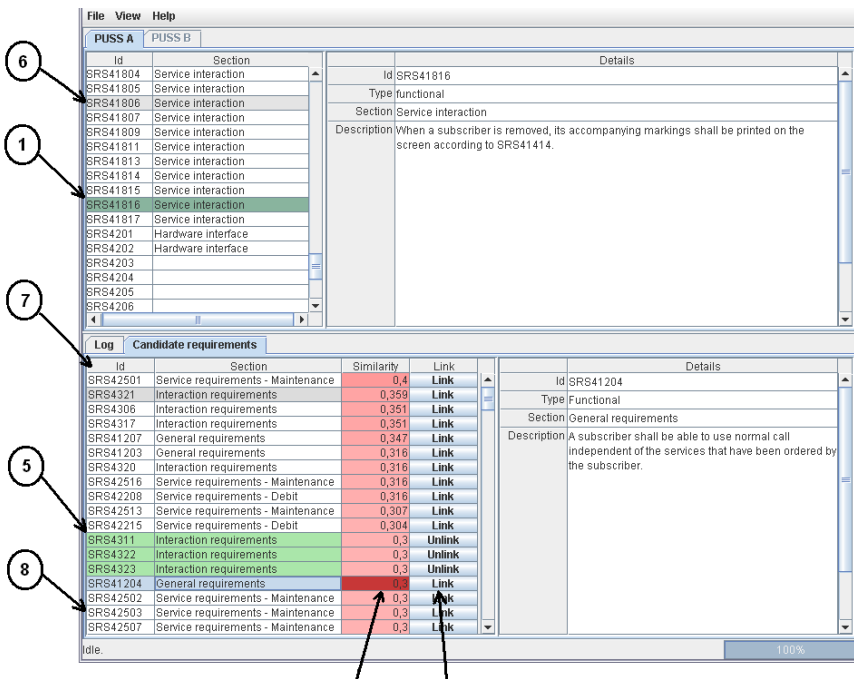 File View Help
PUSS A PUSS B
Id Section
SRS41804 Service interaction
SRS41805 Service interaction
SRS41806 Service interaction
SRS41807 Service interaction
SRS41809 Service interaction
SRS41811 Service interaction
SRS41813 Service interaction
SRS41814 Service interaction
SRS41815 Service interaction
SRS41816 Service interaction
SRS41817 Service interaction
SRS4201 Hardware interface
SRS4202 Hardware interface
SRS4203
SRS4204
SRS4205
SRS4206
Details
Id SRS41816
Type functional
Section Service interaction
Description When a subscriber is removed, its accompanying markings shall be printed on the
screen according to SRS41414.
6
1
7
5
8
Log Candidate requirements
Id Section Similarity Link
SRS42501 Service requirements - Maintenance 0,4 Link
SRS4321 Interaction requirements 0,359 Link
SRS4306 Interaction requirements 0,351 Link
SRS4317 Interaction requirements 0,351 Link
SRS41207 General requirements 0,347 Link
SRS41203 General requirements 0,316 Link
SRS4320 Interaction requirements 0,316 Link
SRS42516 Service requirements - Maintenance 0,316 Link
SRS42208 Service requirements - Debit 0,316 Link
SRS42513 Service requirements - Maintenance 0,307 Link
SRS42215 Service requirements - Debit 0,304 Link
SRS4311 Interaction requirements 0,3 Unlink
SRS4322 Interaction requirements 0,3 Unlink
SRS4323 Interaction requirements 0,3 Unlink
SRS41204 General requirements 0,3 Link
SRS42502 Service requirements - Maintenance 0,3 Link
SRS42503 Service requirements - Maintenance 0,3 Link
SRS42507 Service requirements - Maintenance 0,3 Link
Details
Id SRS41204
Type Functional
Section General requirements
Description A subscriber shall be able to use normal call
independent of the services that have been ordered by
the subscriber.
Idle. 100%